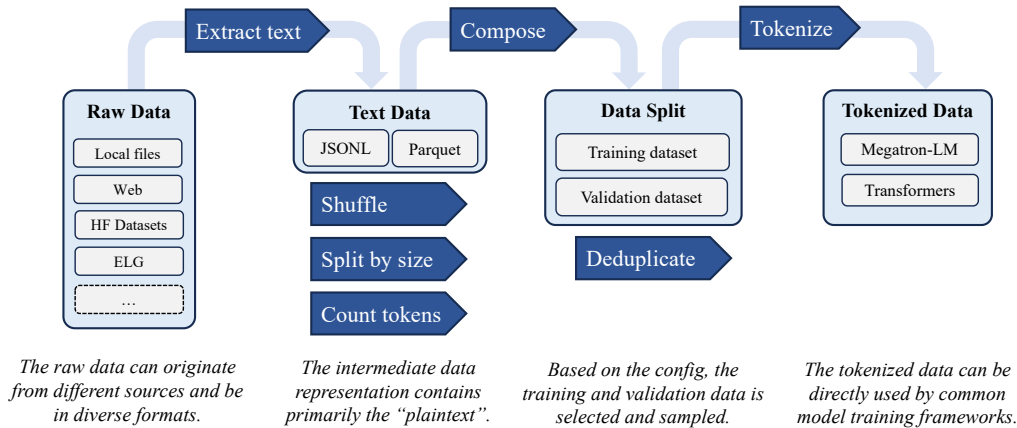 Extract text
Compose
Tokenize
Raw Data
Local files
Web
HF Datasets
ELG
...
The raw data can originate
from different sources and be
in diverse formats.
Text Data
JSONL
Parquet
Shuffle
Split by size
Count tokens
The intermediate data
representation contains
primarily the “plaintext”.
Data Split
Training dataset
Validation dataset
Deduplicate
Based on the config, the
training and validation data is
selected and sampled.
Tokenized Data
Megatron-LM
Transformers
The tokenized data can be
directly used by common
model training frameworks.